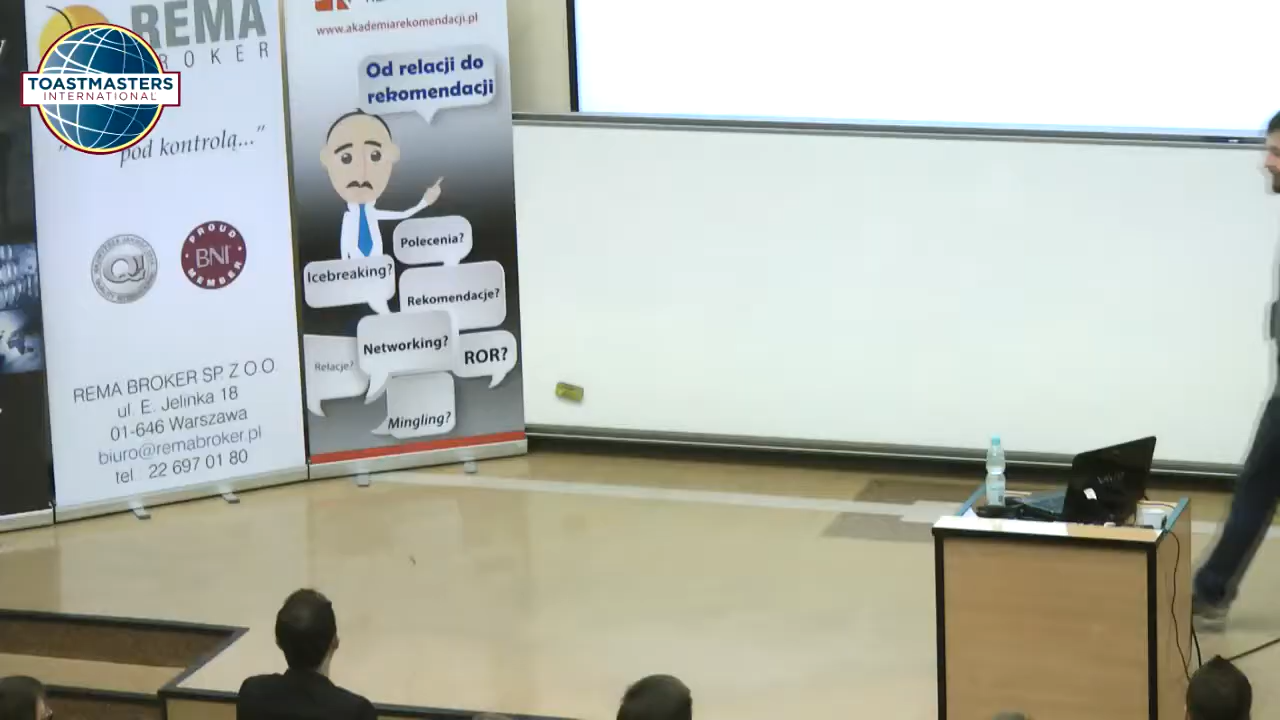 REMA
BROKER
TOASTMASTERS
INTERNATIONAL
pod kontrolą..."
PROUD
BNI
MEMBER
REMA BROKER SP. Z O.O.
ul. E. Jelinka 18
01-646 Warszawa
biuro@remabroker.pl
tel. 22 697 01 80
www.akademiarekomendacji.pl
Od relacji do
rekomendacji
Polecenia?
Icebreaking?
Rekomendacje?
Networking?
ROR?
Relacje?
Mingling?